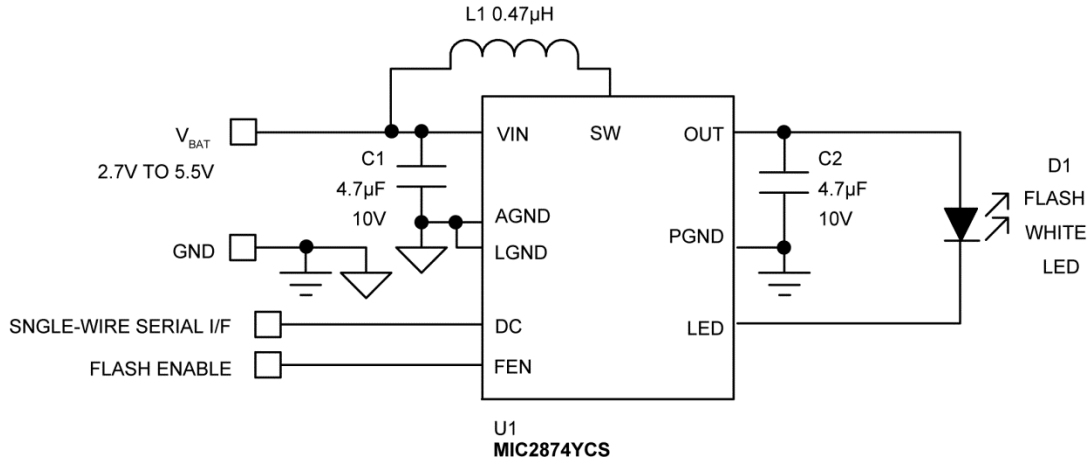 L1 0.47µH
VBAT
2.7V TO 5.5V
VIN
SW
OUT
C1
4.7µF
10V
C2
4.7µF
10V
D1
FLASH
WHITE
LED
AGND
LGND
PGND
GND
SNGLE-WIRE SERIAL I/F
DC
LED
FLASH ENABLE
FEN
U1
MIC2874YCS